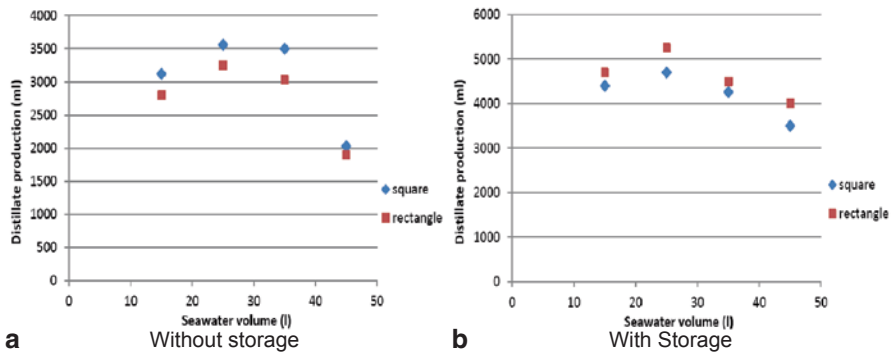 4000
3500
3000
2500
2000
1500
1000
500
0
Distillate production (ml)
0 10 20 30 40 50
Seawater volume (l)
square
rectangle
a Without storage
6000
5000
4000
3000
2000
1000
0
Distillate production (ml)
0 10 20 30 40 50
Seawater volume (l)
square
rectangle
b With Storage